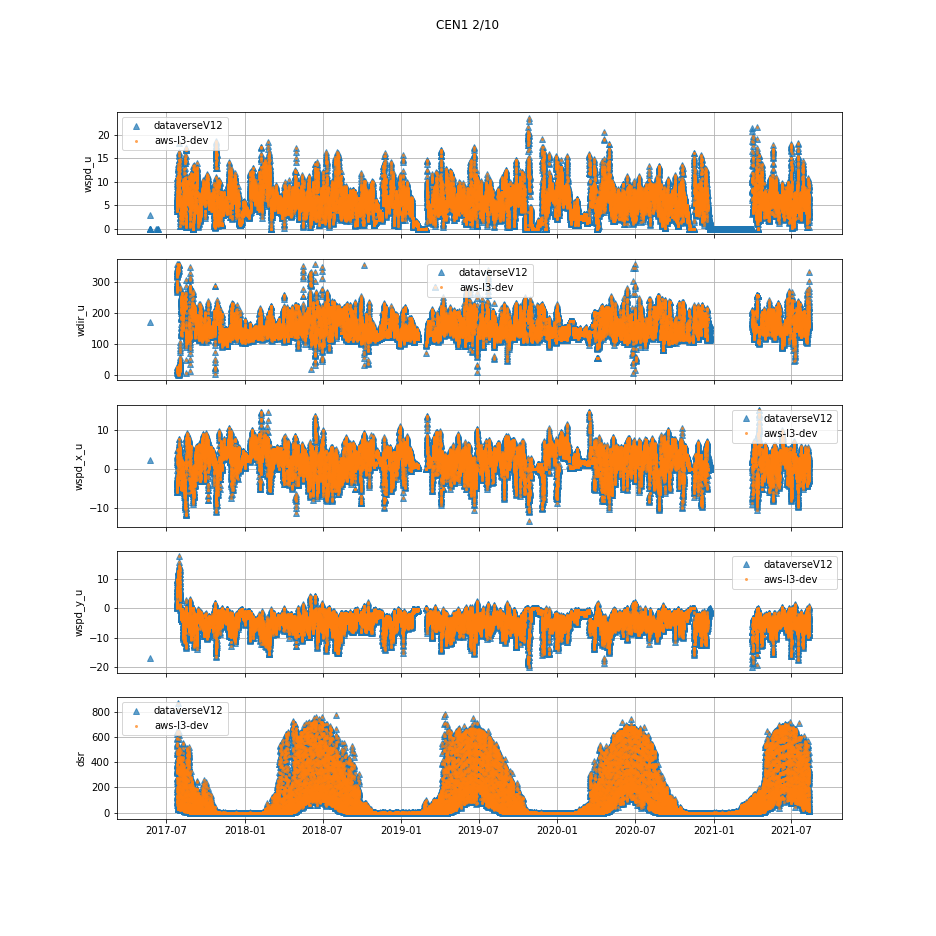 CEN1 2/10
dataverseV12
aws-l3-dev
20
15
10
5
0
wspd_u
dataverseV12
aws-l3-dev
300
200
100
0
wdir_u
dataverseV12
aws-l3-dev
10
0
−10
wspd_x_u
dataverseV12
aws-l3-dev
10
0
−10
−20
wspd_y_u
dataverseV12
aws-l3-dev
800
600
400
200
0
dsr
2017-07 2018-01 2018-07 2019-01 2019-07 2020-01 2020-07 2021-01 2021-07